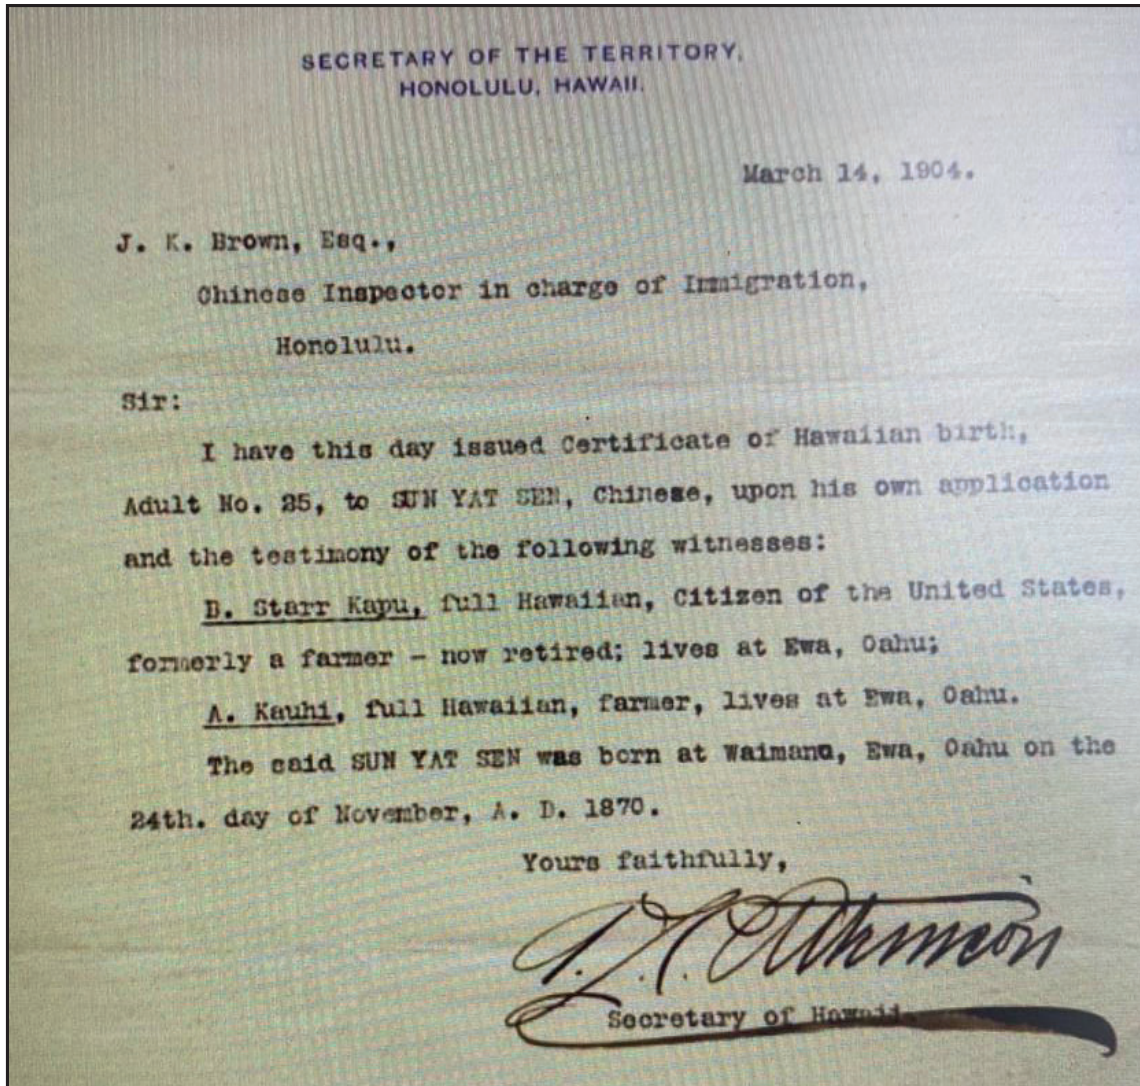 SECRETARY OF THE TERRITORY,
HONOLULU, HAWAII.
March 14, 1904.
J. K. Brown, Esq.,
Chinese Inspector in charge of Immigration,
Honolulu.
Sir:
I have this day issued Certificate of Hawaiian birth,
Adult No. 25, to SUN YAT SEN, Chinese, upon his own application
and the testimony of the following witnesses:
B. Starr Kapu, full Hawaiian, Citizen of the United States,
formerly a farmer - now retired; lives at Ewa, Oahu;
A. Kauhi, full Hawaiian, farmer, lives at Ewa, Oahu.
The said SUN YAT SEN was born at Waimano, Ewa, Oahu on the
24th. day of November, A. D. 1870.
Yours faithfully,
Atkinson
Secretary of Hawaii.